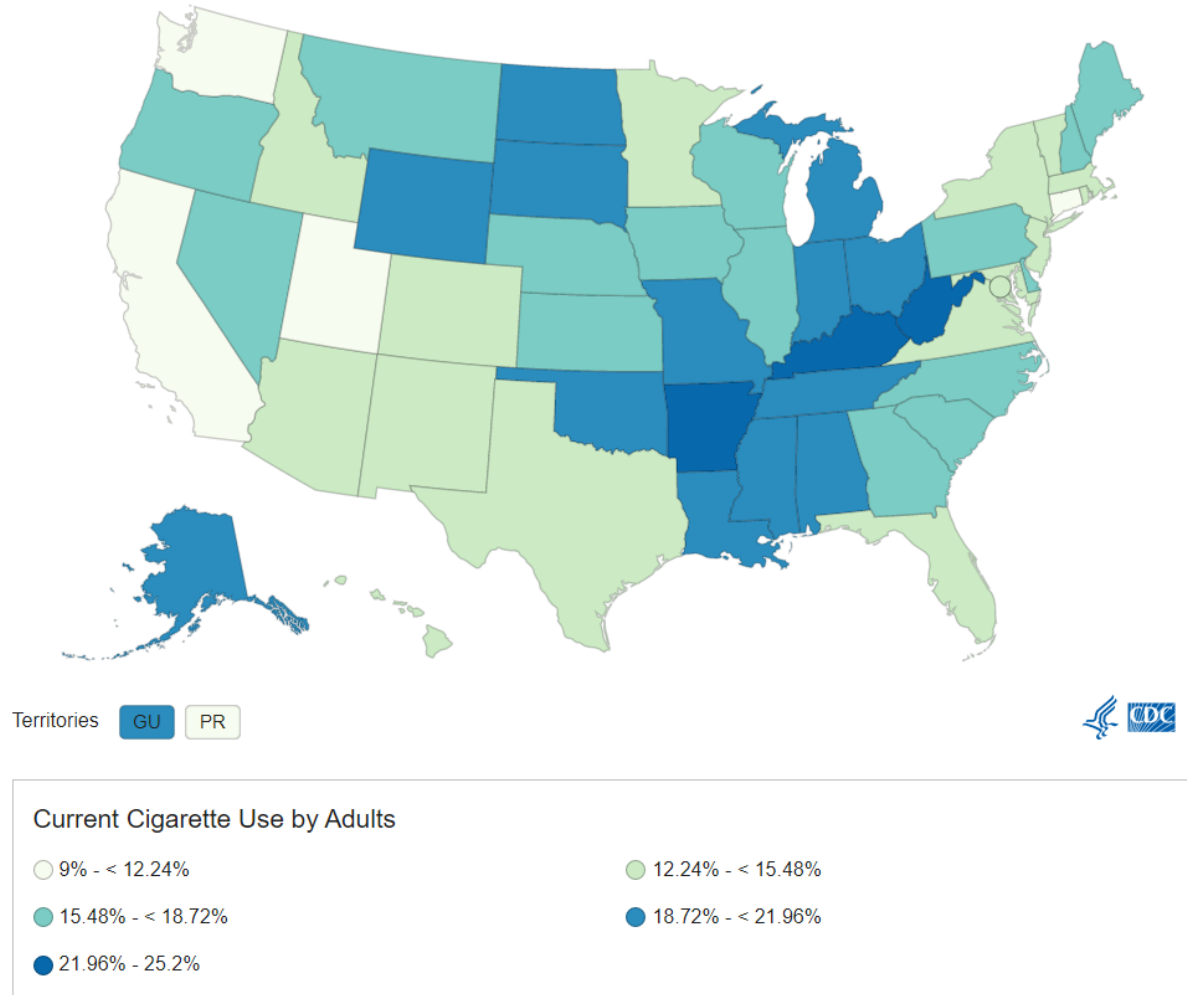 Territories GU PR
CDC
Current Cigarette Use by Adults
9% - < 12.24%
12.24% - < 15.48%
15.48% - < 18.72%
18.72% - < 21.96%
21.96% - 25.2%